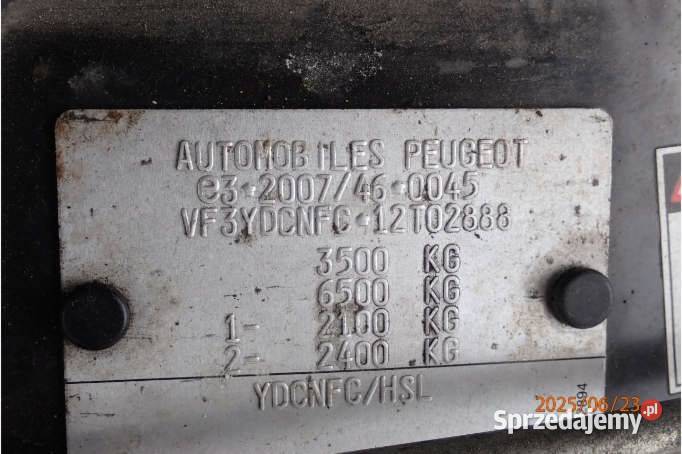 AUTOMOBILES PEUGEOT
e3*2007/46*0045
VF3YDCNFC*12T02888
3500 KG
6500 KG
1- 2100 KG
2- 2400 KG
YDCNFC/HSL
2894
2025/06/23
Sprzedajemy.pl